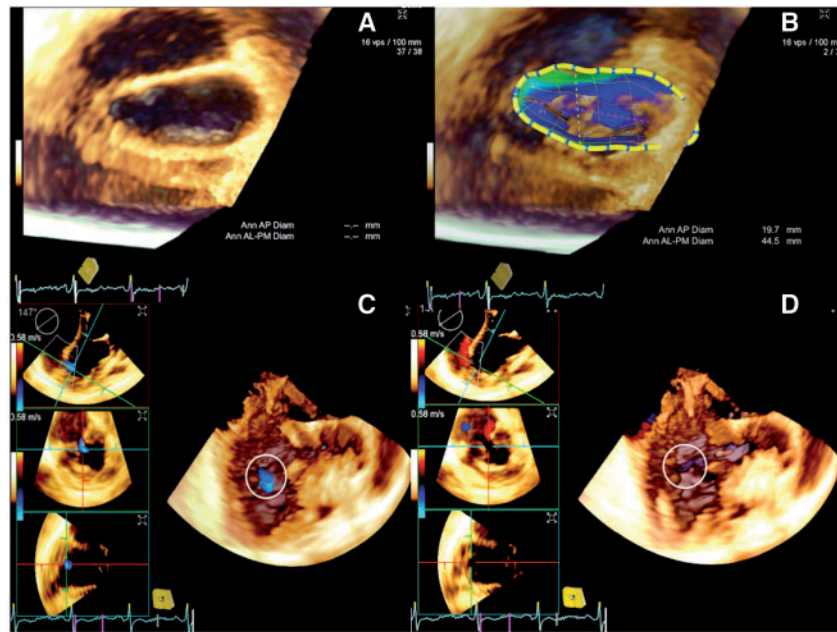 A
16 vps / 100 mm
37 / 38
Ann AP Diam --.-- mm
Ann AL-PM Diam --.-- mm
B
16 vps / 100 mm
Ann AP Diam 19.7 mm
Ann AL-PM Diam 44.5 mm
C
147°
0.58 m/s
0.58 m/s
D
0.58 m/s
0.58 m/s